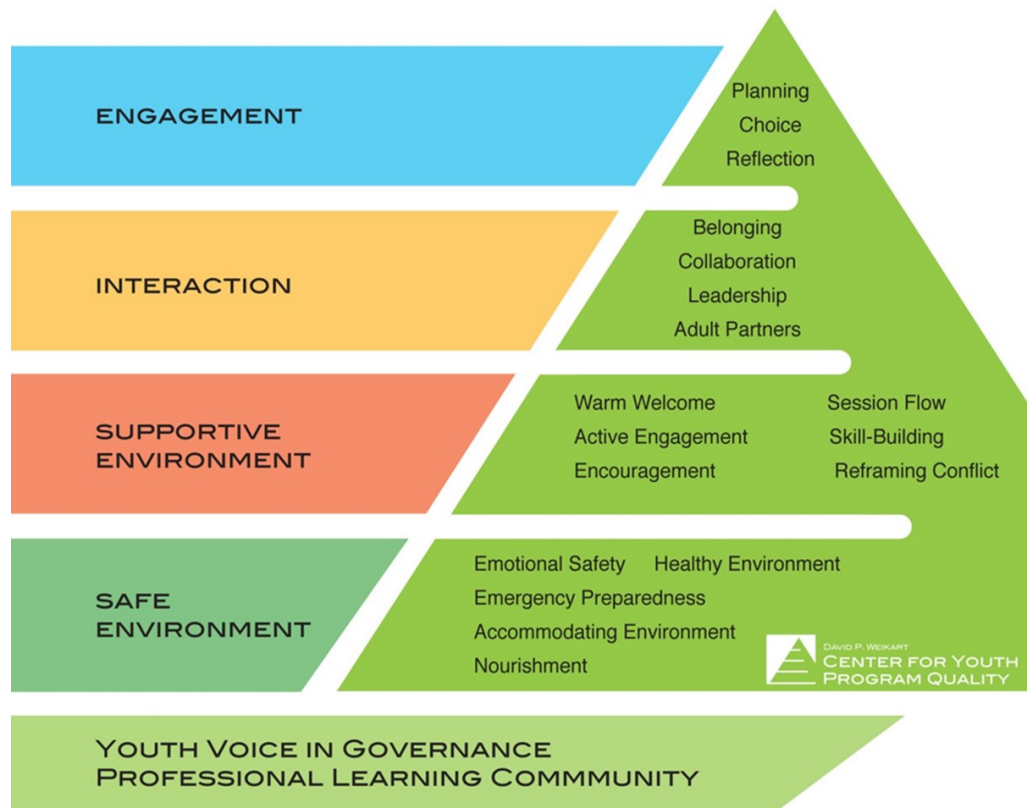 ENGAGEMENT
Planning
Choice
Reflection
INTERACTION
Belonging
Collaboration
Leadership
Adult Partners
SUPPORTIVE
ENVIRONMENT
Warm Welcome
Session Flow
Active Engagement
Skill-Building
Encouragement
Reframing Conflict
SAFE
ENVIRONMENT
Emotional Safety
Healthy Environment
Emergency Preparedness
Accommodating Environment
Nourishment
DAVID P. WEIKART
CENTER FOR YOUTH
PROGRAM QUALITY
YOUTH VOICE IN GOVERNANCE
PROFESSIONAL LEARNING COMMMUNITY